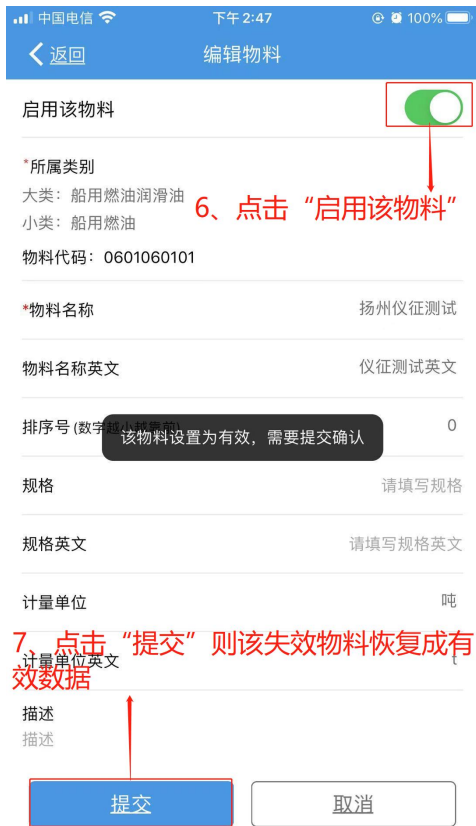 中国电信 下午 2:47 100%
返回 编辑物料
启用该物料
*所属类别
大类：船用燃油润滑油
6、点击“启用该物料”
小类：船用燃油
物料代码：0601060101
*物料名称 扬州仪征测试
物料名称英文 仪征测试英文
排序号(数字越小越靠前) 0
该物料设置为有效，需要提交确认
规格 请填写规格
规格英文 请填写规格英文
计量单位 吨
7、点击“提交”则该失效物料恢复成有
效数据
计量单位英文 t
描述
描述
提交 取消